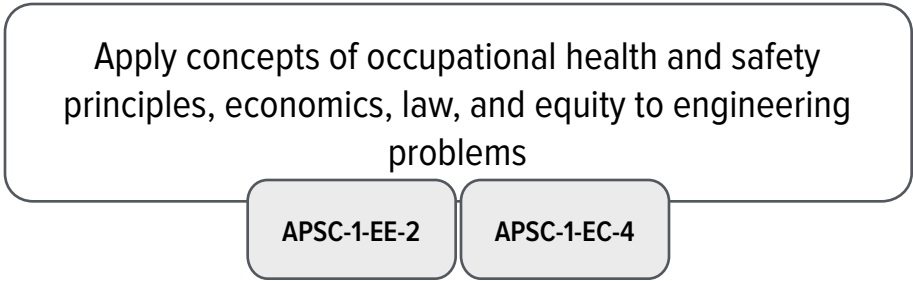 Apply concepts of occupational health and safety
principles, economics, law, and equity to engineering
problems
APSC-1-EE-2 APSC-1-EC-4